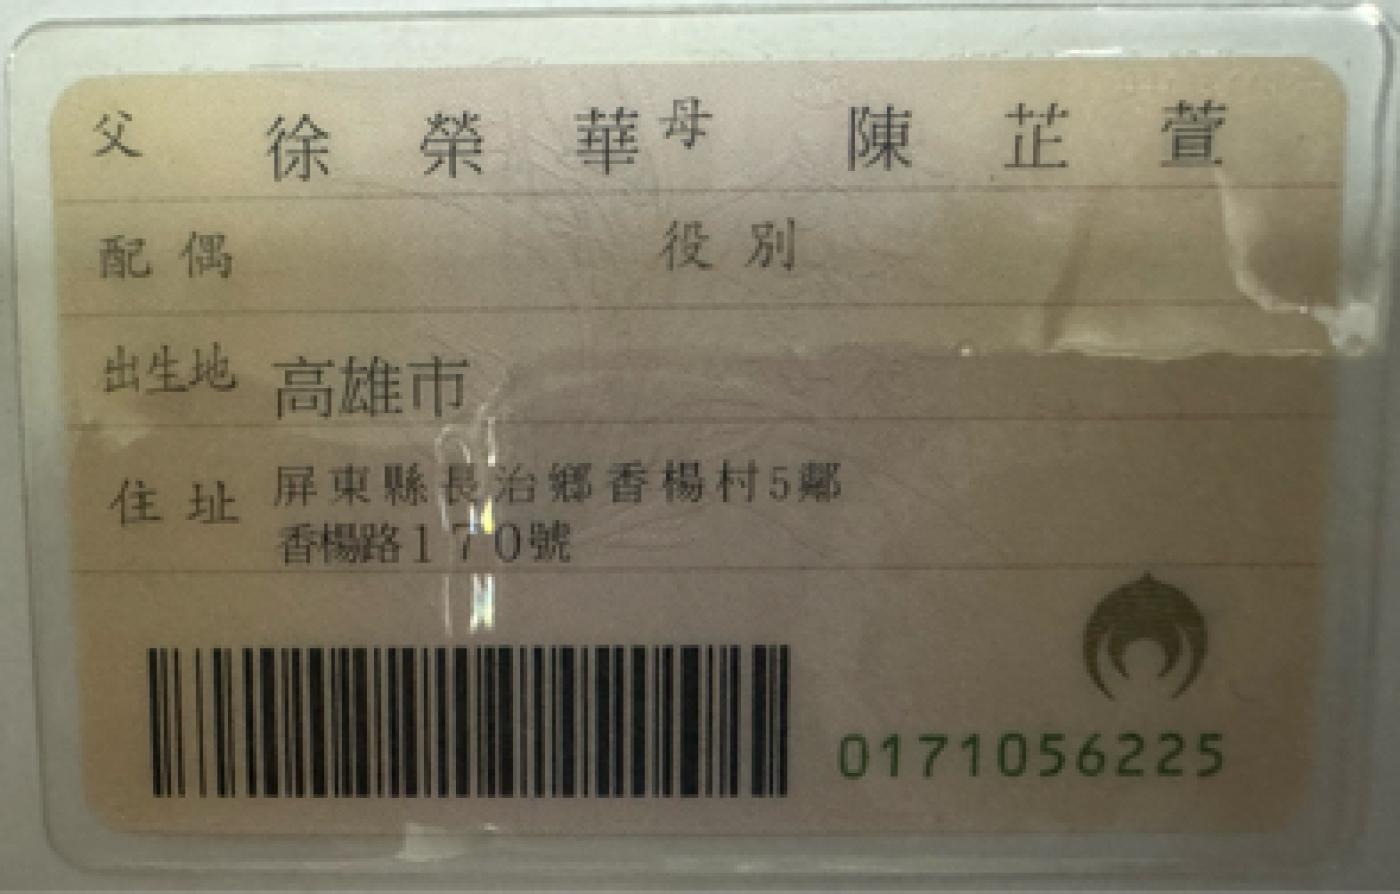 父 徐榮華 母 陳芷萱
配偶 役別
出生地 高雄市
住址 屏東縣長治鄉香楊村5鄰
香楊路170號
0171056225